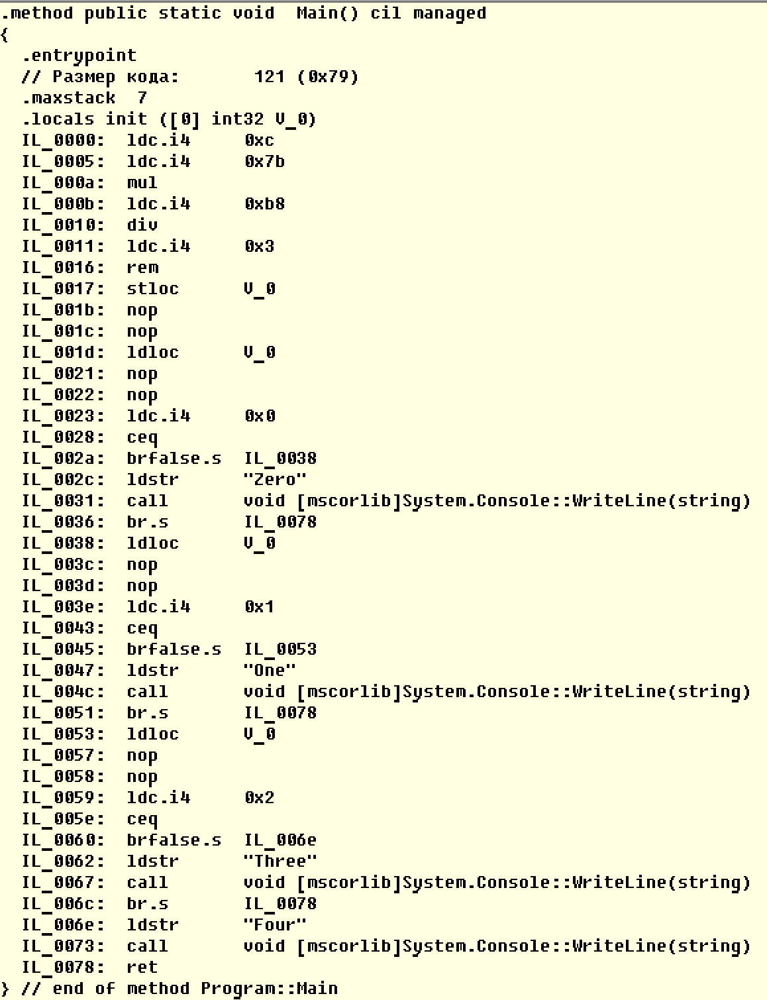 .method public static void  Main() cil managed
{
  .entrypoint
  // Размер кода:       121 (0x79)
  .maxstack  7
  .locals init ([0] int32 V_0)
  IL_0000:  ldc.i4     0xc
  IL_0005:  ldc.i4     0x7b
  IL_000a:  mul
  IL_000b:  ldc.i4     0xb8
  IL_0010:  div
  IL_0011:  ldc.i4     0x3
  IL_0016:  rem
  IL_0017:  stloc      V_0
  IL_001b:  nop
  IL_001c:  nop
  IL_001d:  ldloc      V_0
  IL_0021:  nop
  IL_0022:  nop
  IL_0023:  ldc.i4     0x0
  IL_0028:  ceq
  IL_002a:  brfalse.s  IL_0038
  IL_002c:  ldstr      "Zero"
  IL_0031:  call       void [mscorlib]System.Console::WriteLine(string)
  IL_0036:  br.s       IL_0078
  IL_0038:  ldloc      V_0
  IL_003c:  nop
  IL_003d:  nop
  IL_003e:  ldc.i4     0x1
  IL_0043:  ceq
  IL_0045:  brfalse.s  IL_0053
  IL_0047:  ldstr      "One"
  IL_004c:  call       void [mscorlib]System.Console::WriteLine(string)
  IL_0051:  br.s       IL_0078
  IL_0053:  ldloc      V_0
  IL_0057:  nop
  IL_0058:  nop
  IL_0059:  ldc.i4     0x2
  IL_005e:  ceq
  IL_0060:  brfalse.s  IL_006e
  IL_0062:  ldstr      "Three"
  IL_0067:  call       void [mscorlib]System.Console::WriteLine(string)
  IL_006c:  br.s       IL_0078
  IL_006e:  ldstr      "Four"
  IL_0073:  call       void [mscorlib]System.Console::WriteLine(string)
  IL_0078:  ret
} // end of method Program::Main